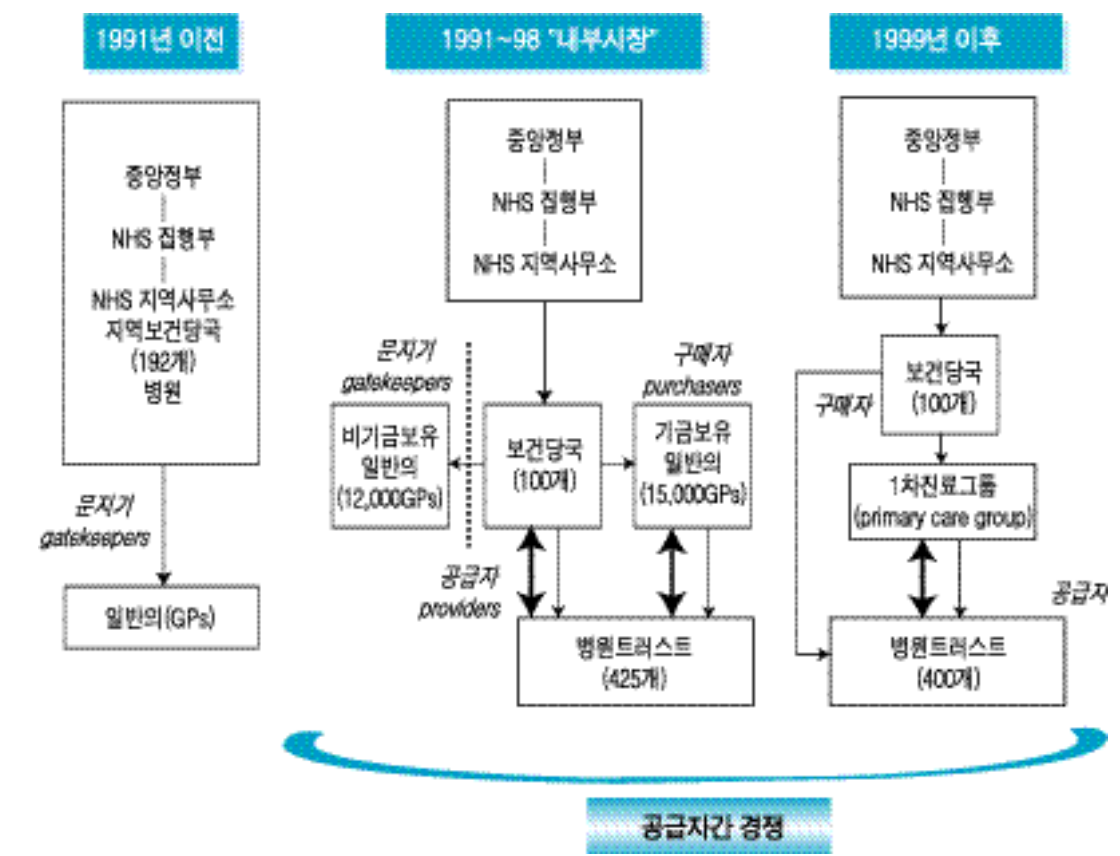 1991년 이전
중앙정부
NHS 집행부
NHS 지역사무소
지역보건당국
(192개)
병원
문지기
gatekeepers
일반의(GPs)
1991~98 "내부시장"
중앙정부
NHS 집행부
NHS 지역사무소
문지기
gatekeepers
구매자
purchasers
비기금보유
일반의
(12,000GPs)
보건당국
(100개)
기금보유
일반의
(15,000GPs)
공급자
providers
병원트러스트
(425개)
1999년 이후
중앙정부
NHS 집행부
NHS 지역사무소
보건당국
(100개)
구매자
1차진료그룹
(primary care group)
공급자
병원트러스트
(400개)
공급자간 경쟁